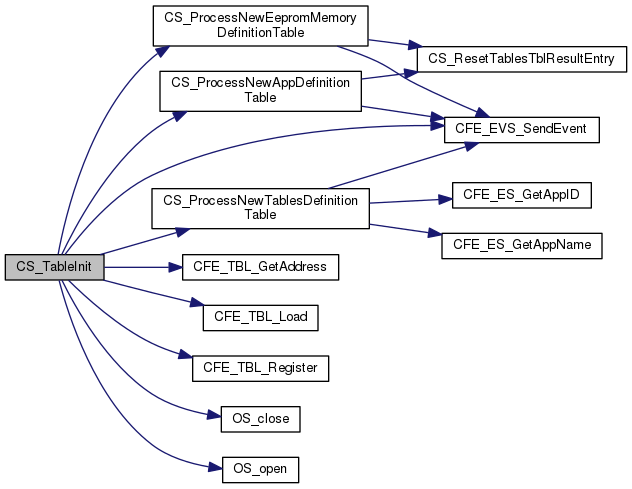 CS_ProcessNewEepromMemory
DefinitionTable
CS_ResetTablesTblResultEntry
CS_ProcessNewAppDefinition
Table
CFE_EVS_SendEvent
CS_ProcessNewTablesDefinition
Table
CFE_ES_GetAppID
CFE_ES_GetAppName
CS_TableInit
CFE_TBL_GetAddress
CFE_TBL_Load
CFE_TBL_Register
OS_close
OS_open